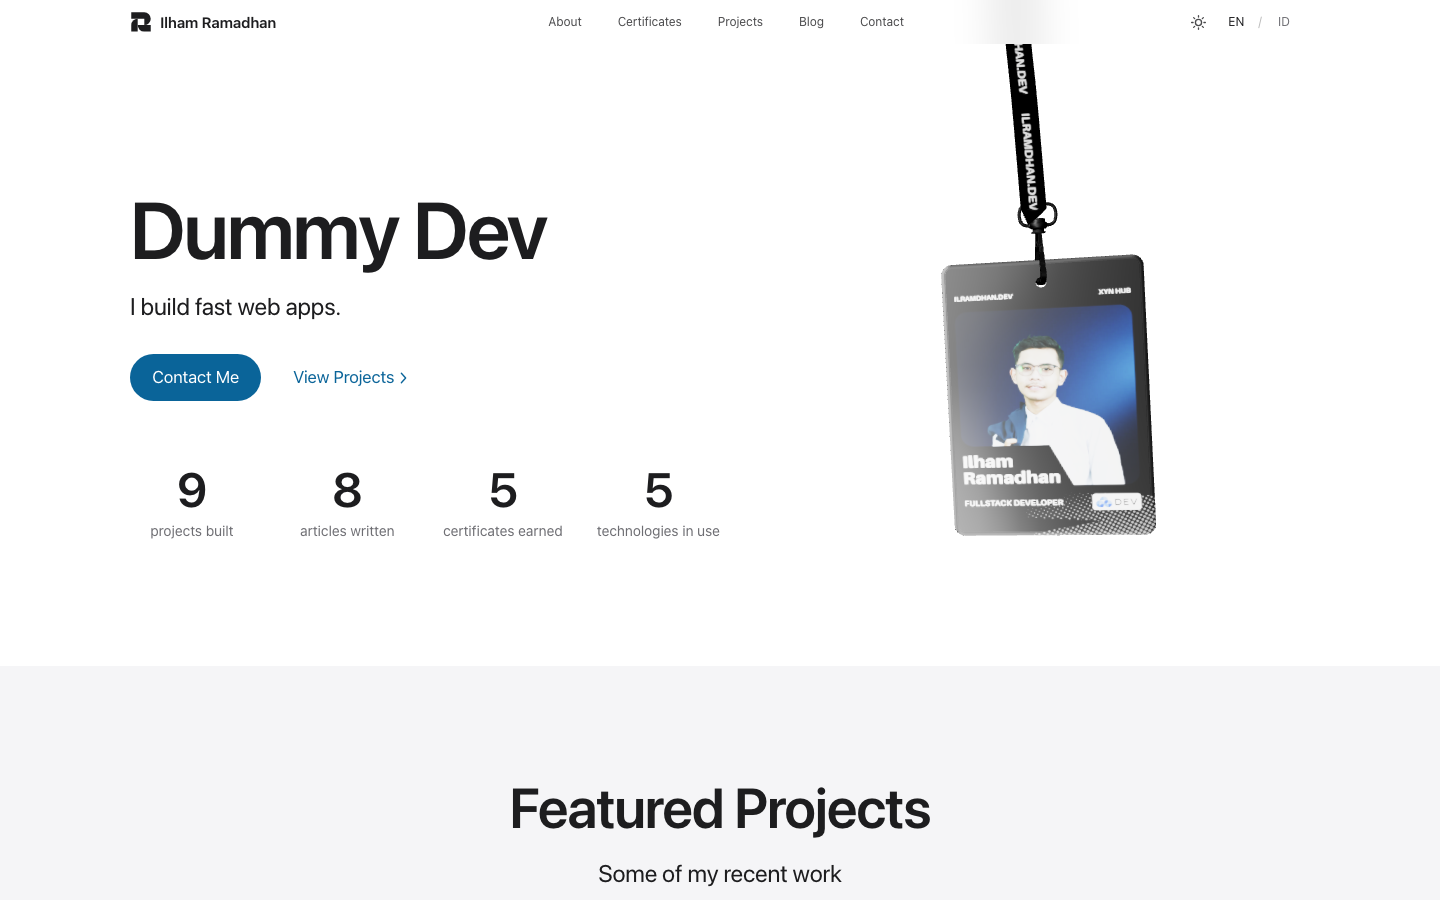 Ilham Ramadhan
About
Certificates
Projects
Blog
Contact
EN / ID
HAN.DEV
ILRAMDHAN.DEV
Dummy Dev
I build fast web apps.
Contact Me
View Projects
9
projects built
8
articles written
5
certificates earned
5
technologies in use
ILRAMDHAN.DEV
XYN HUB
Ilham
Ramadhan
FULLSTACK DEVELOPER
DEV
Featured Projects
Some of my recent work